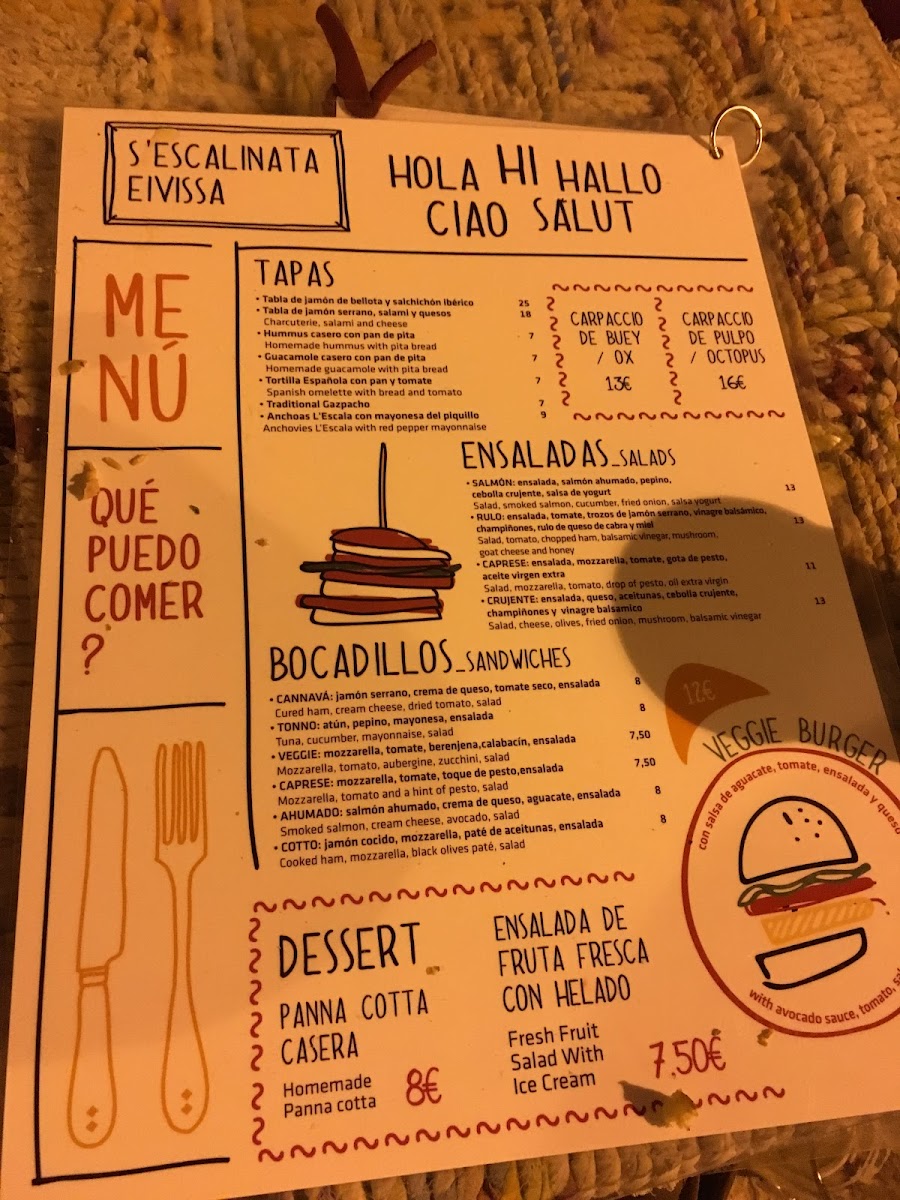 S'ESCALINATA
EIVISSA
HOLA HI HALLO
CIAO SALUT
ME
NÚ
QUÉ
PUEDO
COMER
?
TAPAS
• Tabla de jamón de bellota y salchichón ibérico 25
• Tabla de jamón serrano, salami y quesos 18
Charcuterie, salami and cheese
• Hummus casero con pan de pita 7
Homemade hummus with pita bread
• Guacamole casero con pan de pita 7
Homemade guacamole with pita bread
• Tortilla Española con pan y tomate 7
Spanish omelette with bread and tomato
• Traditional Gazpacho 7
• Anchoas L'Escala con mayonesa del piquillo 9
Anchovies L'Escala with red pepper mayonnaise
CARPACCIO
DE BUEY
/ OX
13€
CARPACCIO
DE PULPO
/ OCTOPUS
16€
ENSALADAS_SALADS
• SALMÓN: ensalada, salmón ahumado, pepino,
cebolla crujente, salsa de yogurt 13
Salad, smoked salmon, cucumber, fried onion, salsa yogurt
• RULO: ensalada, tomate, trozos de jamón serrano, vinagre balsámico,
champiñones, rulo de queso de cabra y miel 13
Salad, tomato, chopped ham, balsamic vinegar, mushroom,
goat cheese and honey
• CAPRESE: ensalada, mozzarella, tomate, gota de pesto,
aceite virgen extra 11
Salad, mozzarella, tomato, drop of pesto, oil extra virgin
• CRUJENTE: ensalada, queso, aceitunas, cebolla crujente,
champiñones y vinagre balsamico 13
Salad, cheese, olives, fried onion, mushroom, balsamic vinegar
BOCADILLOS_SANDWICHES
• CANNAVÁ: jamón serrano, crema de queso, tomate seco, ensalada 8
Cured ham, cream cheese, dried tomato, salad
• TONNO: atún, pepino, mayonesa, ensalada 8
Tuna, cucumber, mayonnaise, salad
• VEGGIE: mozzarella, tomate, berenjena,calabacín, ensalada 7,50
Mozzarella, tomato, aubergine, zucchini, salad
• CAPRESE: mozzarella, tomate, toque de pesto,ensalada 7,50
Mozzarella, tomato and a hint of pesto, salad
• AHUMADO: salmón ahumado, crema de queso, aguacate, ensalada 8
Smoked salmon, cream cheese, avocado, salad
• COTTO: jamón cocido, mozzarella, paté de aceitunas, ensalada 8
Cooked ham, mozzarella, black olives paté, salad
12€
VEGGIE BURGER
con salsa de aguacate, tomate, ensalada y queso
with avocado sauce, tomato,
DESSERT
PANNA COTTA
CASERA
Homemade
Panna cotta
8€
ENSALADA DE
FRUTA FRESCA
CON HELADO
Fresh Fruit
Salad With
Ice Cream
7,50€